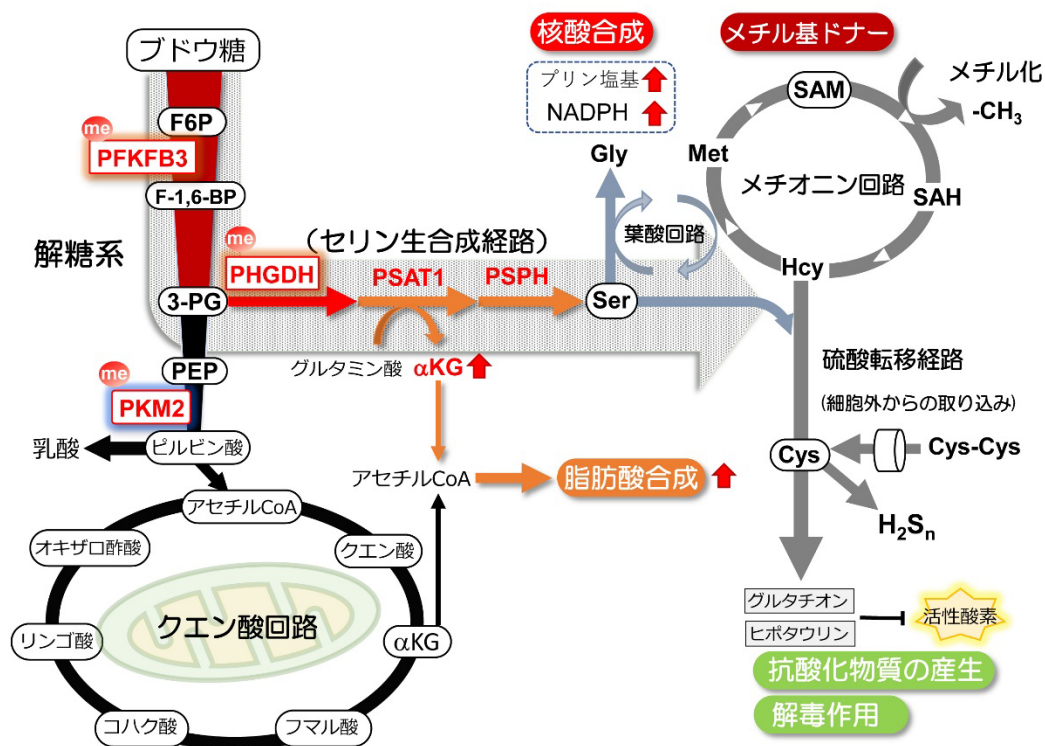 ブドウ糖
F6P
me
PFKFB3
F-1,6-BP
解糖系
3-PG
PEP
me
PKM2
乳酸
ピルビン酸
アセチルCoA
オキザロ酢酸
クエン酸
クエン酸回路
リンゴ酸
αKG
コハク酸
フマル酸
me
PHGDH
(セリン生合成経路)
PSAT1
PSPH
Ser
グルタミン酸
αKG
アセチルCoA
脂肪酸合成
核酸合成
プリン塩基
NADPH
Gly
葉酸回路
メチル基ドナー
SAM
メチル化
-CH3
Met
メチオニン回路
SAH
Hcy
硫酸転移経路
(細胞外からの取り込み)
Cys
Cys-Cys
H2Sn
グルタチオン
ヒポタウリン
活性酸素
抗酸化物質の産生
解毒作用